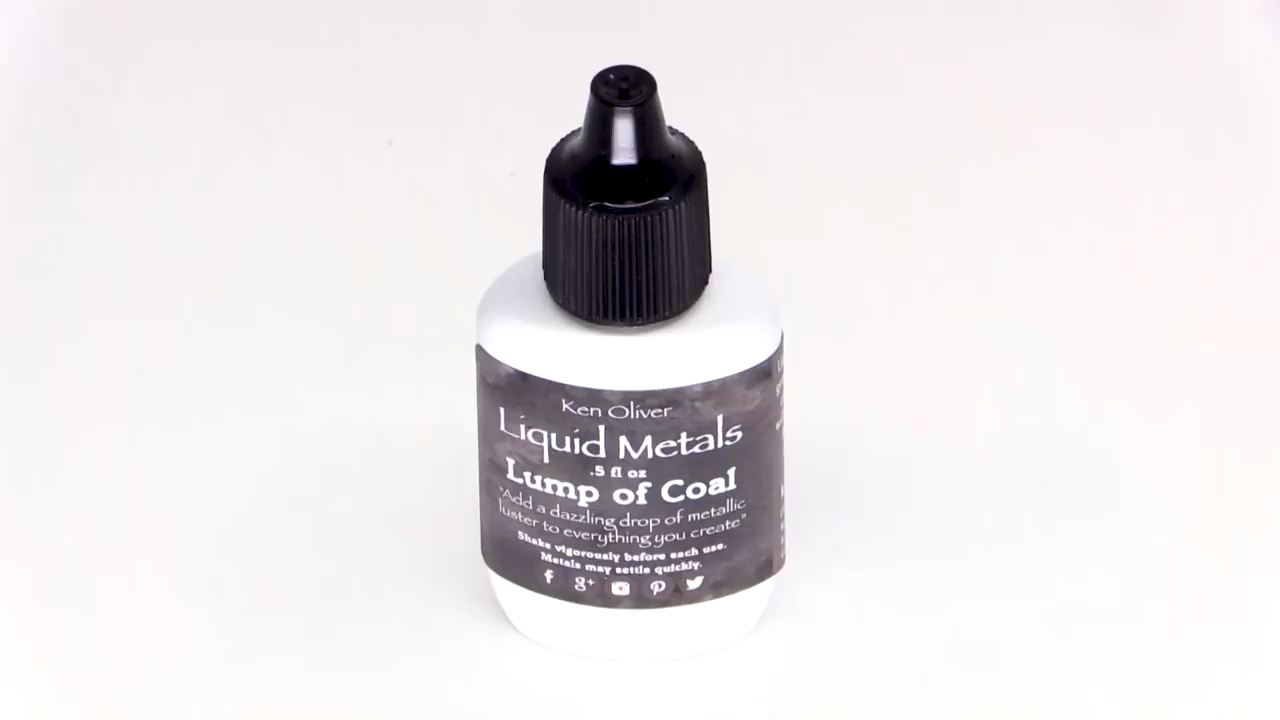 Ken Oliver
Liquid Metals
.5 fl oz
Lump of Coal
"Add a dazzling drop of metallic
luster to everything you create"
Shake vigorously before each use.
Metals may settle quickly.
f g+